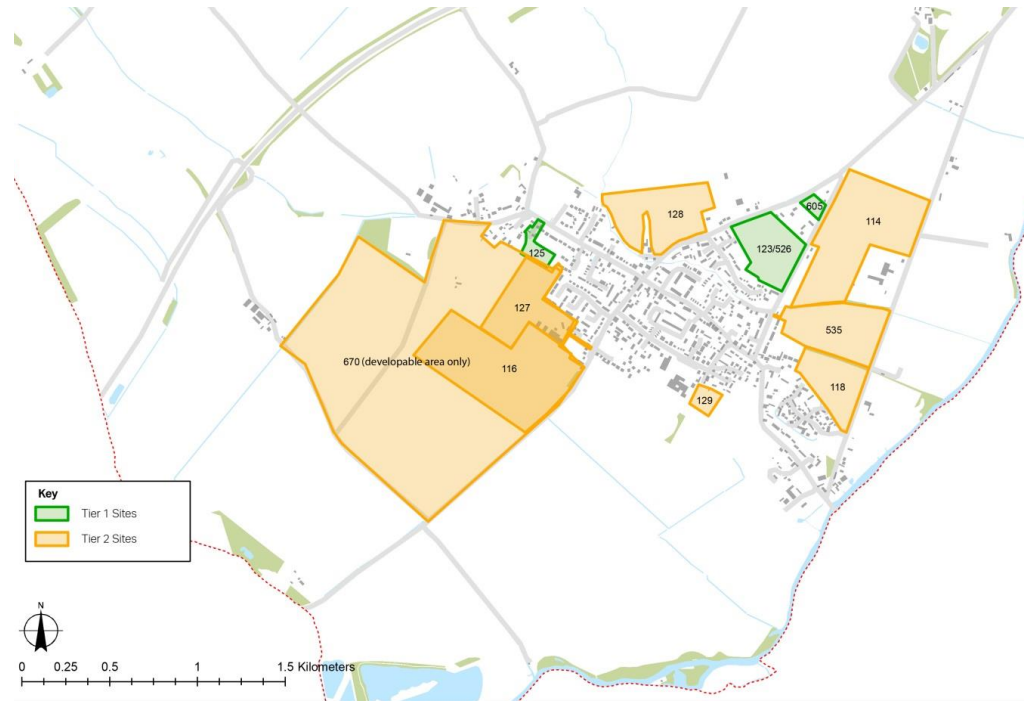 605
114
128
123/526
125
127
535
670 (developable area only)
116
118
129
Key
Tier 1 Sites
Tier 2 Sites
N
0 0.25 0.5 1 1.5 Kilometers